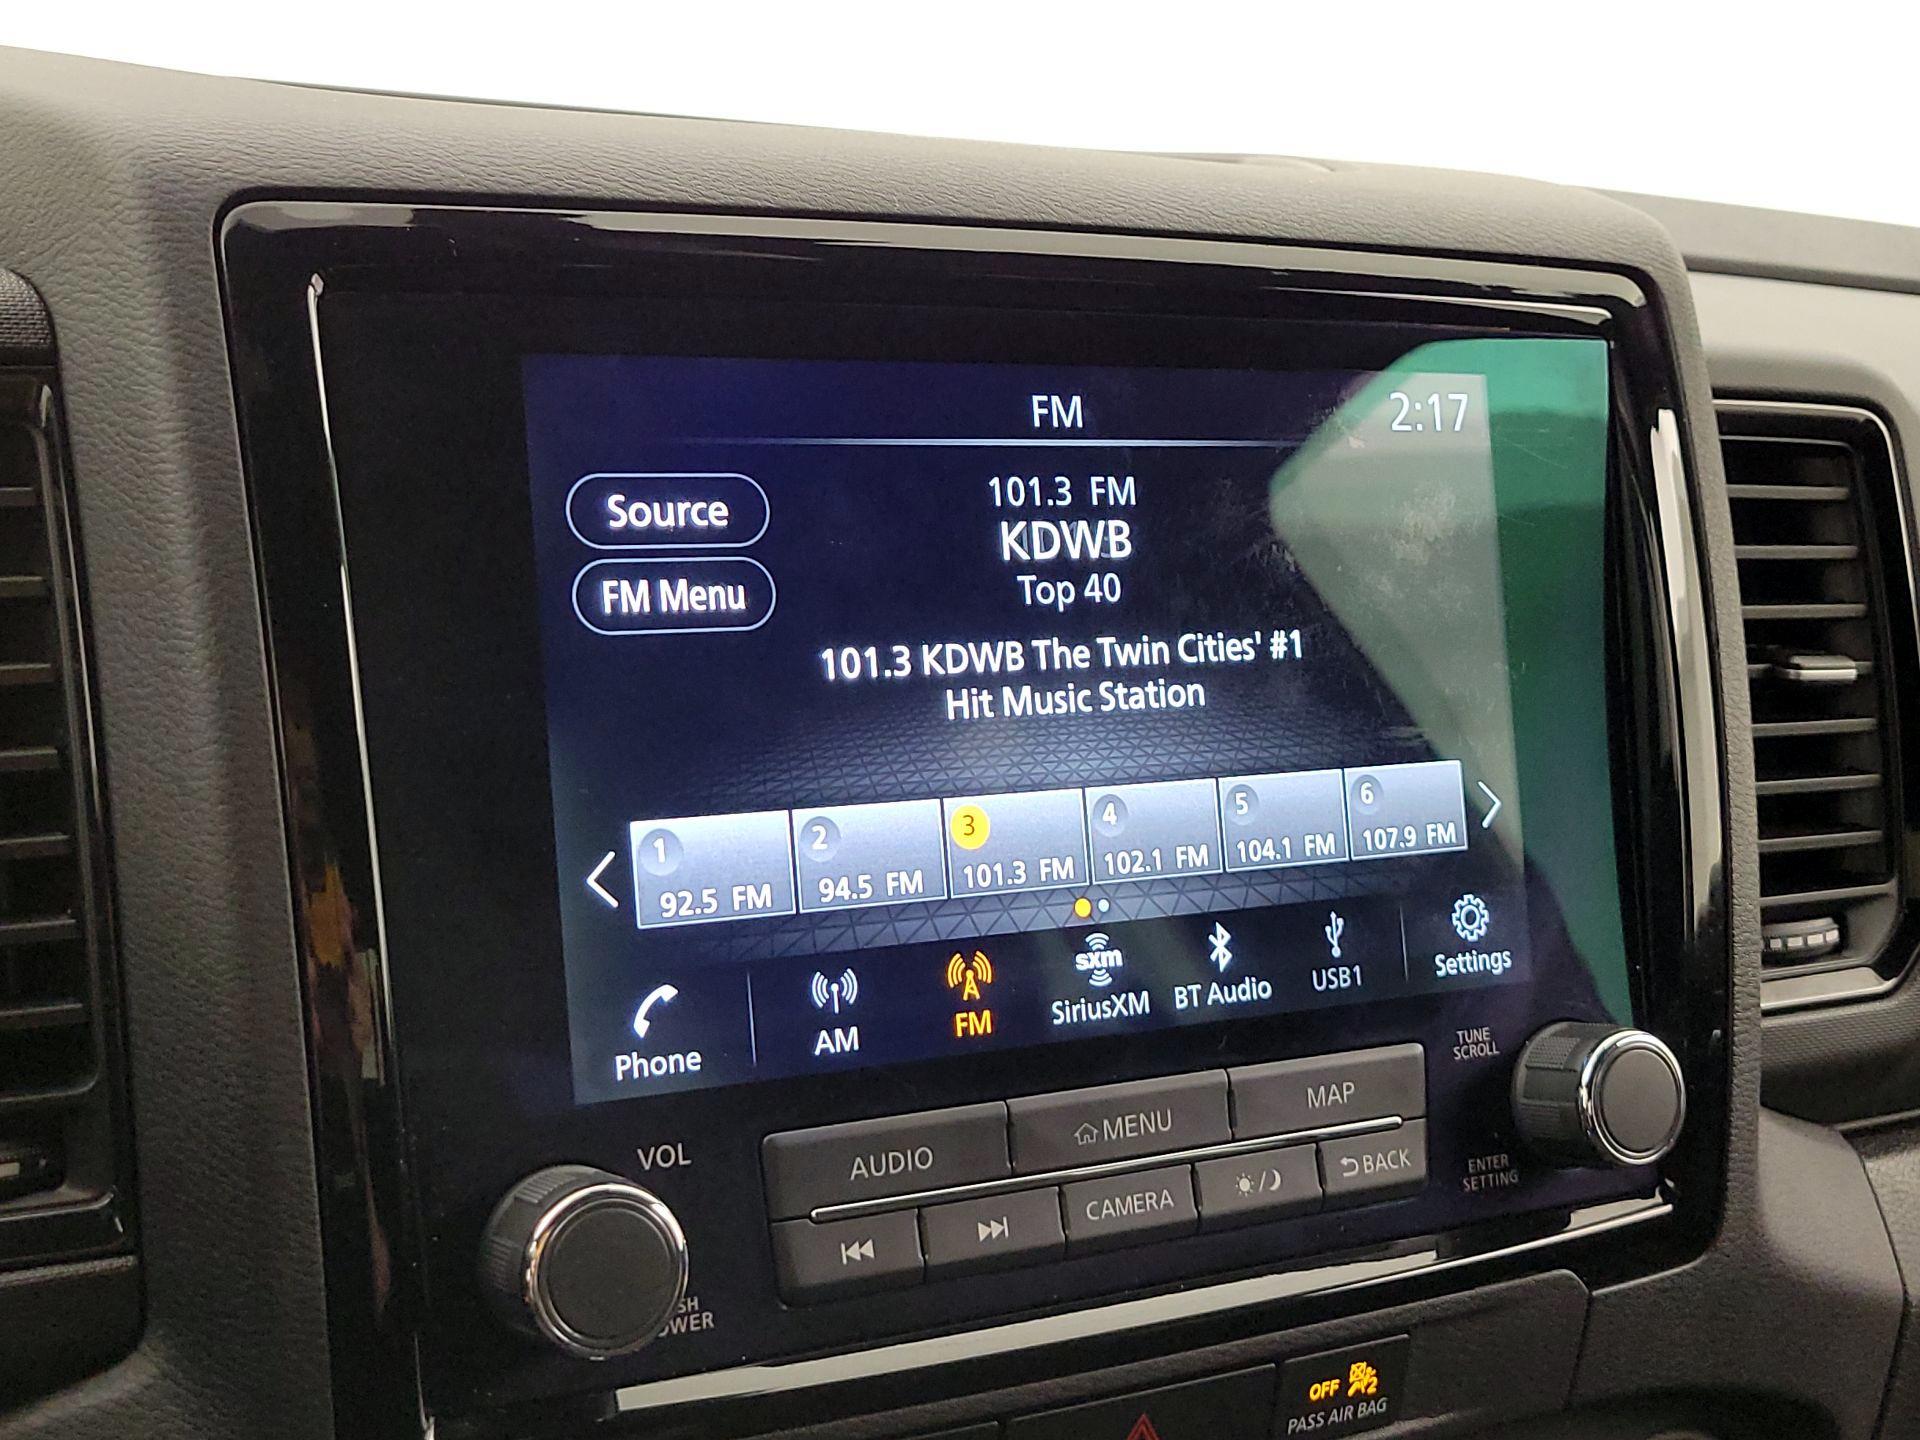 FM
2:17
Source
101.3 FM
KDWB
FM Menu
Top 40
101.3 KDWB The Twin Cities' #1
Hit Music Station
1
92.5 FM
2
94.5 FM
3
101.3 FM
4
102.1 FM
5
104.1 FM
6
107.9 FM
Phone
AM
FM
sxm
SiriusXM
BT Audio
USB1
Settings
TUNE
SCROLL
VOL
AUDIO
MENU
MAP
CAMERA
BACK
ENTER
SETTING
OFF
2
PASS AIR BAG